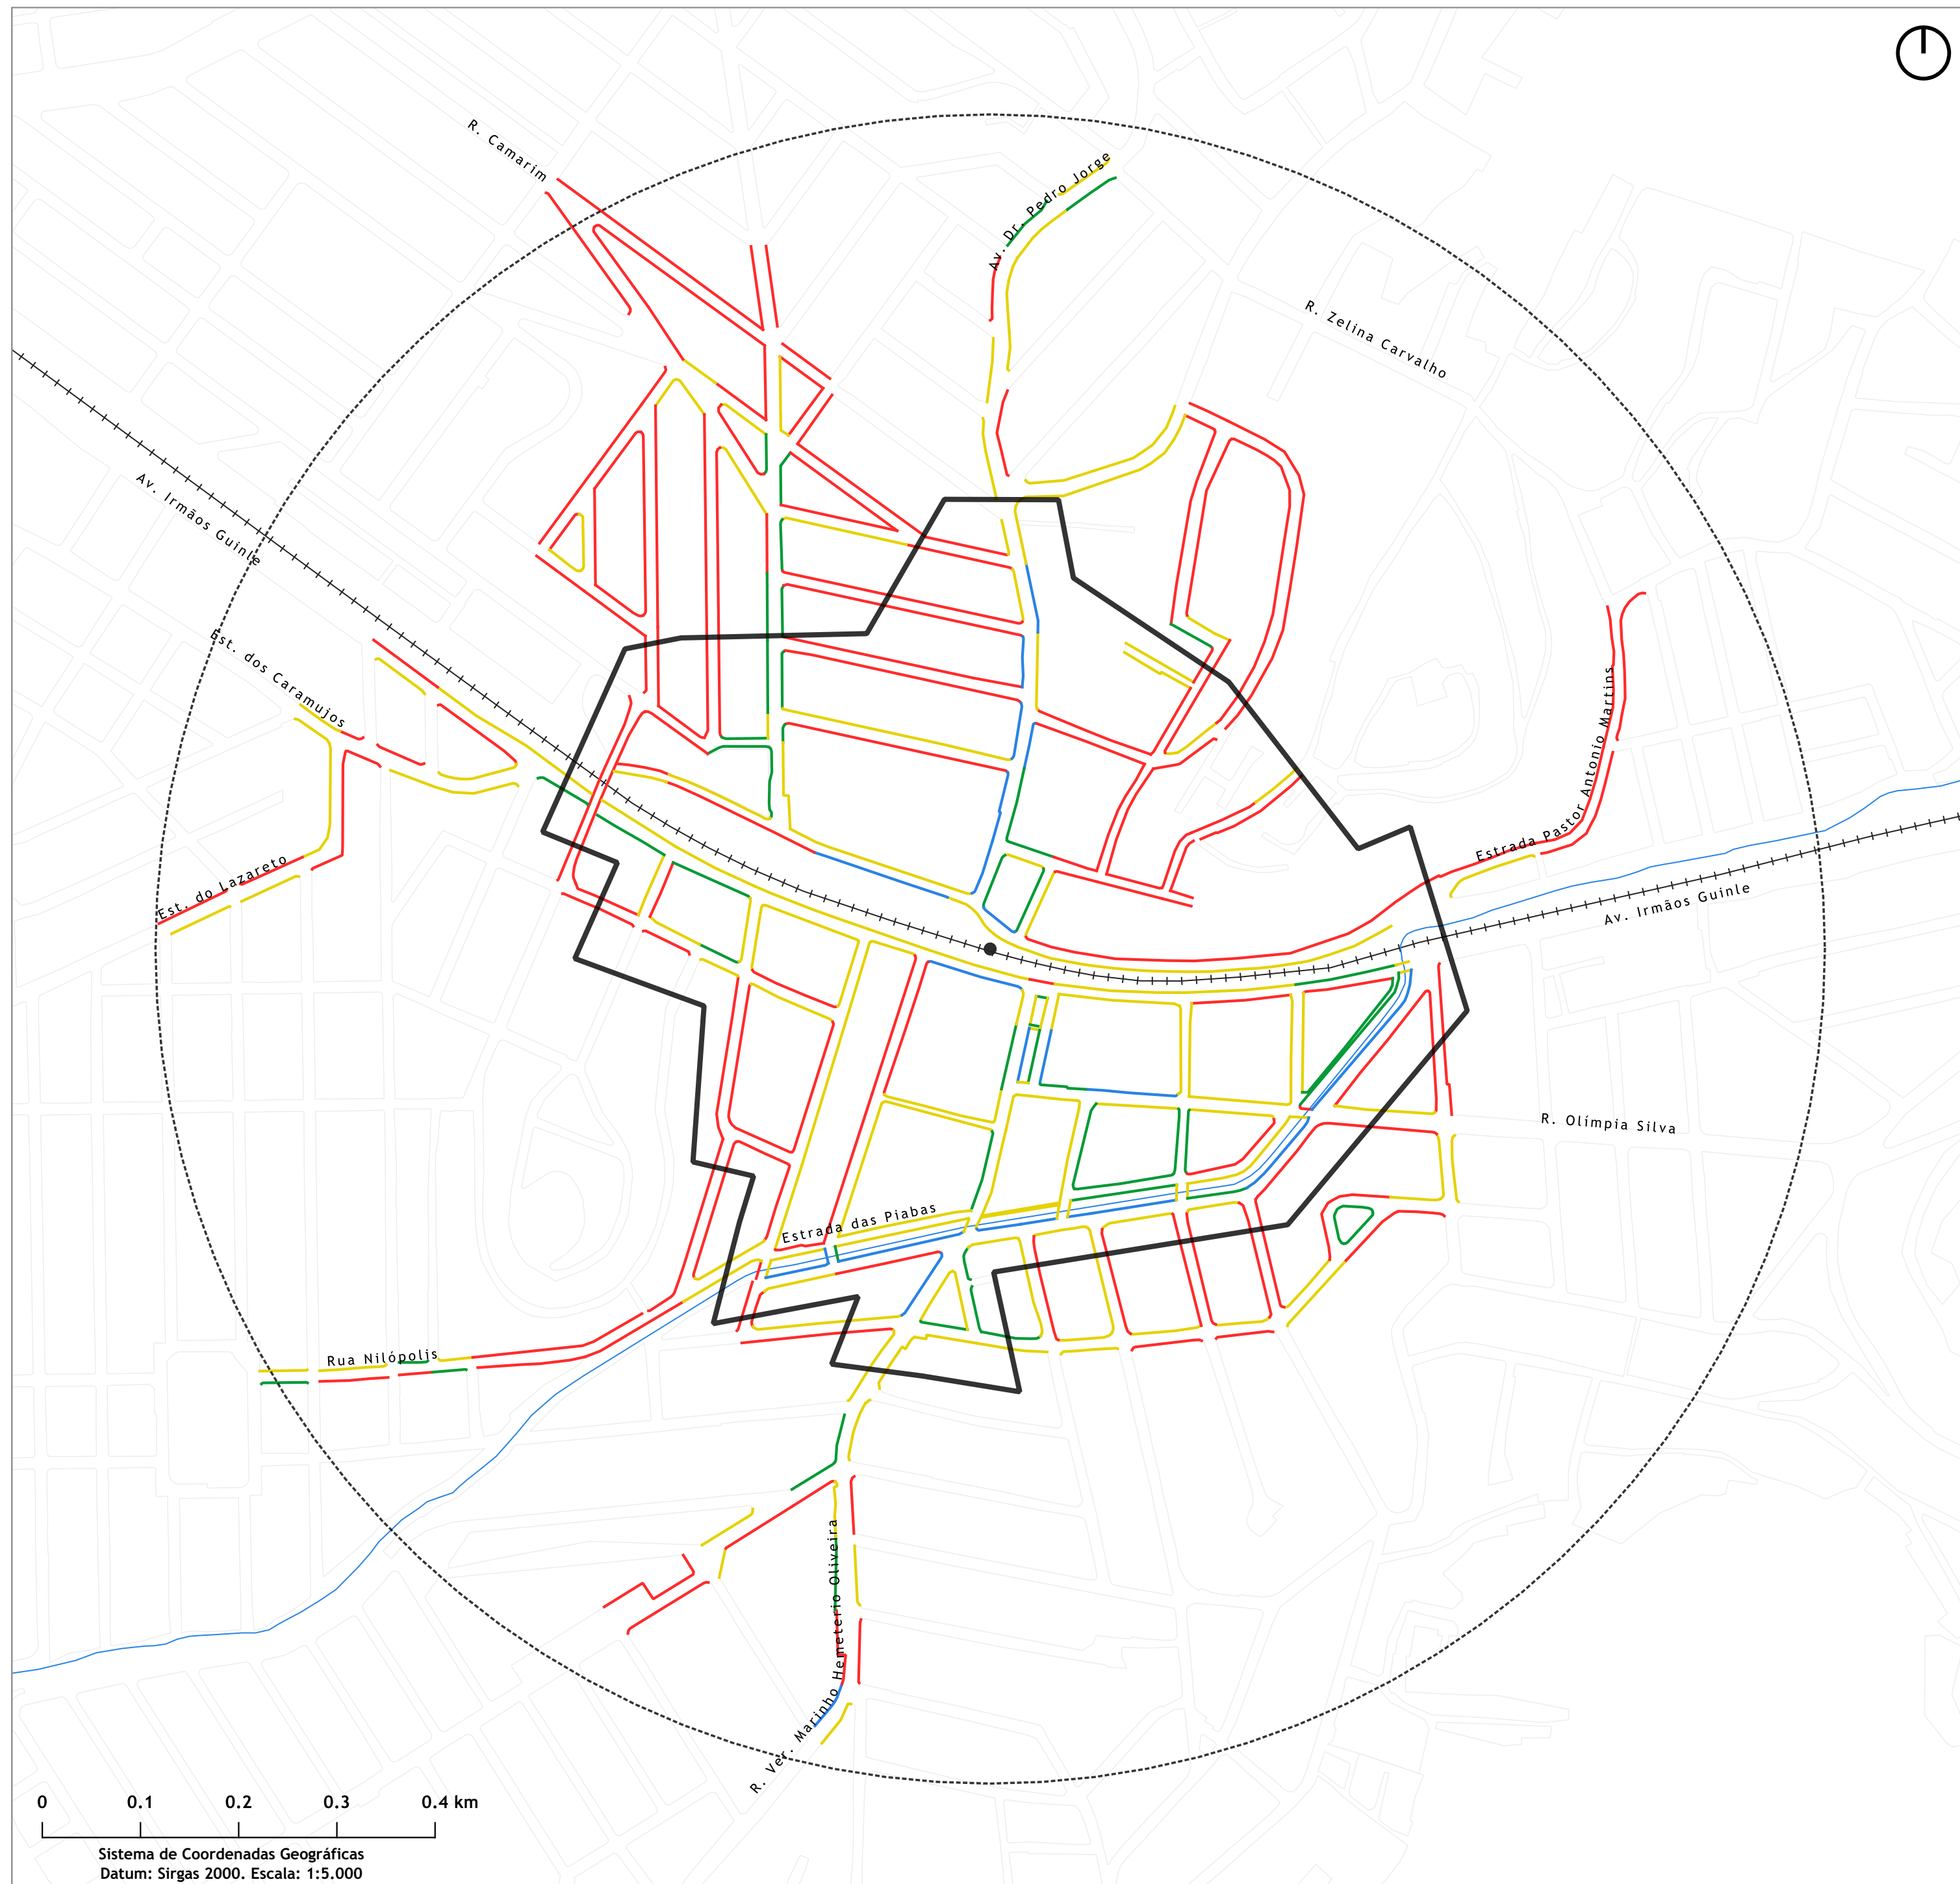 R. Camarim
Av. Dr. Pedro Jorge
R. Zelina Carvalho
Av. Irmãos Guinle
Est. dos Caramujos
Estrada Pastor Antonio Martins
Est. do Lazareto
Av. Irmãos Guinle
R. Olímpia Silva
Estrada das Piabas
Rua Nilópolis
R. Ver. Marinho Hemeterio Oliveira
0 0.1 0.2 0.3 0.4 km
Sistema de Coordenadas Geográficas
Datum: Sirgas 2000. Escala: 1:5.000